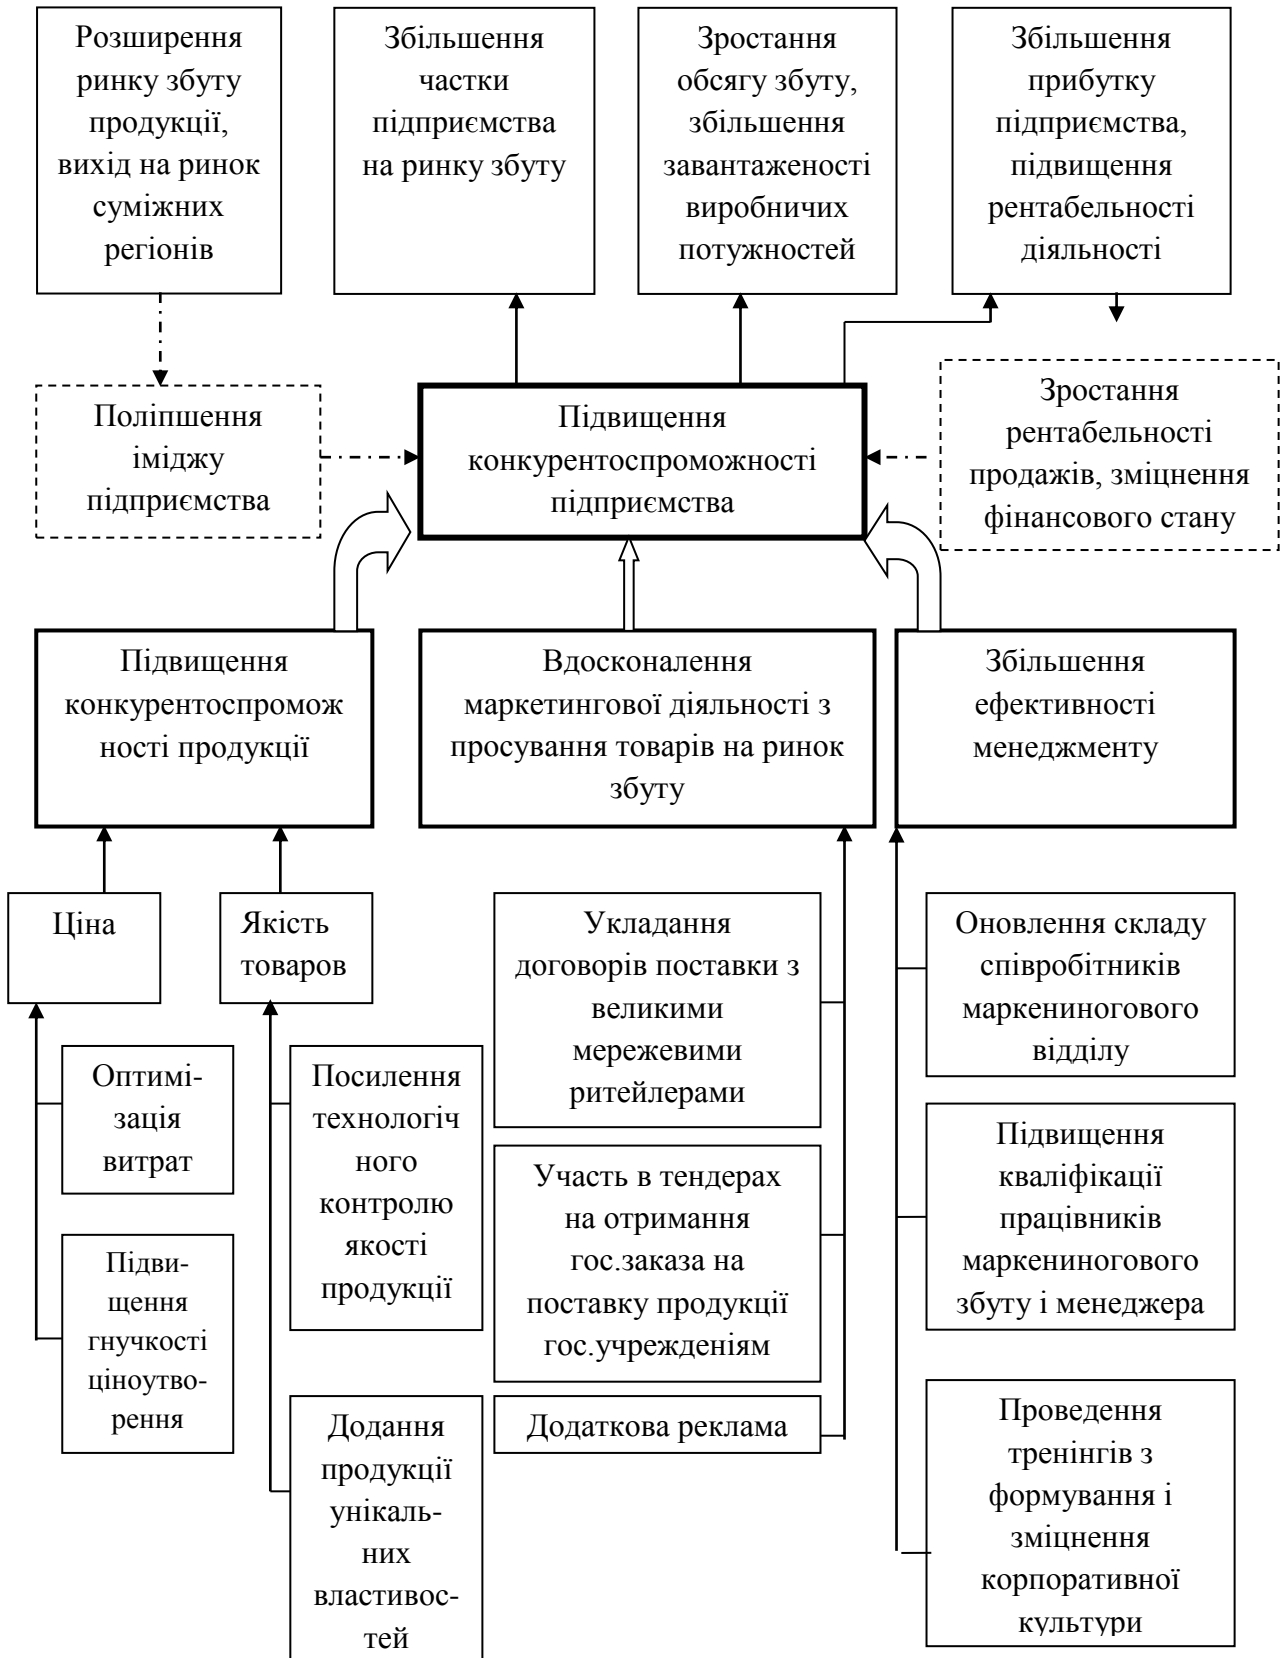 Розширення
ринку збуту
продукції,
вихід на ринок
суміжних
регіонів
Збільшення
частки
підприємства
на ринку збуту
Зростання
обсягу збуту,
збільшення
завантаженості
виробничих
потужностей
Збільшення
прибутку
підприємства,
підвищення
рентабельності
діяльності
Поліпшення
іміджу
підприємства
Підвищення
конкурентоспроможності
підприємства
Зростання
рентабельності
продажів, зміцнення
фінансового стану
Підвищення
конкурентоспромож
ності продукції
Вдосконалення
маркетингової діяльності з
просування товарів на ринок
збуту
Збільшення
ефективності
менеджменту
Ціна
Якість
товаров
Оптимі-
зація
витрат
Підви-
щення
гнучкості
ціноутво-
рення
Посилення
технологіч
ного
контролю
якості
продукції
Додання
продукції
унікаль-
них
властивос-
тей
Укладання
договорів поставки з
великими
мережевими
ритейлерами
Участь в тендерах
на отримання
гос.заказа на
поставку продукції
гос.учрежденіям
Додаткова реклама
Оновлення складу
співробітників
маркениногового
відділу
Підвищення
кваліфікації
працівників
маркениногового
збуту і менеджера
Проведення
тренінгів з
формування і
зміцнення
корпоративної
культури